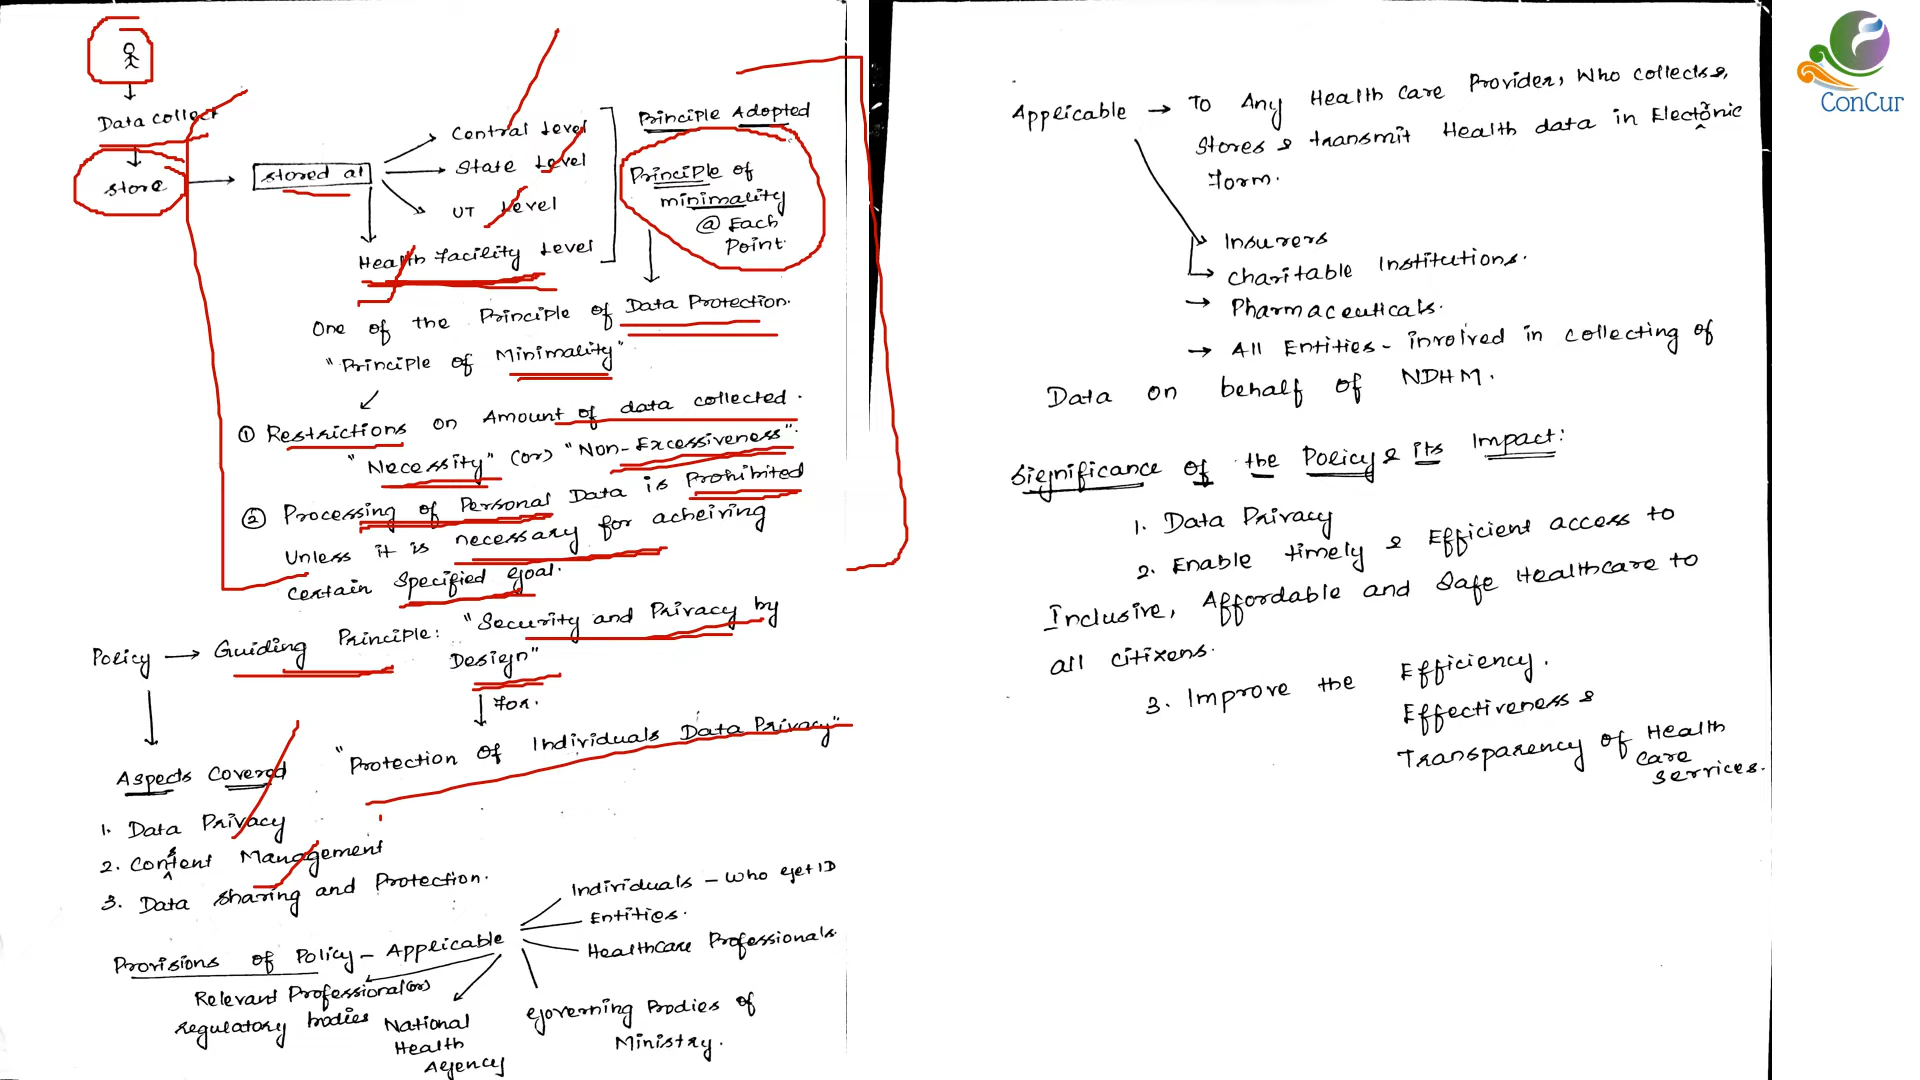 Data collect
store
stored at
Central Level
State Level
UT Level
Health Facility Level
Principle Adopted
Principle of
minimality
@ Each
Point.
One of the Principle of Data Protection.
"Principle of Minimality"
① Restrictions on Amount of data collected.
"Necessity" (or) "Non-Excessiveness".
② Processing of Personal Data is Prohibited
Unless it is necessary for acheiving
certain specified goal.
Policy → Guiding Principle: "Security and Privacy by
Design"
For.
"Protection of Individuals Data Privacy"
Aspects Covered
1. Data Privacy
2. Consent Management
3. Data sharing and Protection.
Provisions of Policy - Applicable
Individuals - who get ID
Entities.
Healthcare Professionals.
Governing Bodies of
Ministry.
National
Health
Agency
Relevant Professional (or)
regulatory bodies
Applicable → To Any Health Care Provider, Who collects,
Stores & transmit Health data in Electronic
Form.
Insurers
Charitable Institutions.
→ Pharmaceuticals.
→ All Entities - involved in collecting of
Data on behalf of NDHM.
Significance of the Policy & its Impact:
1. Data Privacy
2. Enable timely & Efficient access to
Inclusive, Affordable and Safe Healthcare to
all citizens.
3. Improve the Efficiency.
Effectiveness &
Transparency of Health
care
services.
ConCur